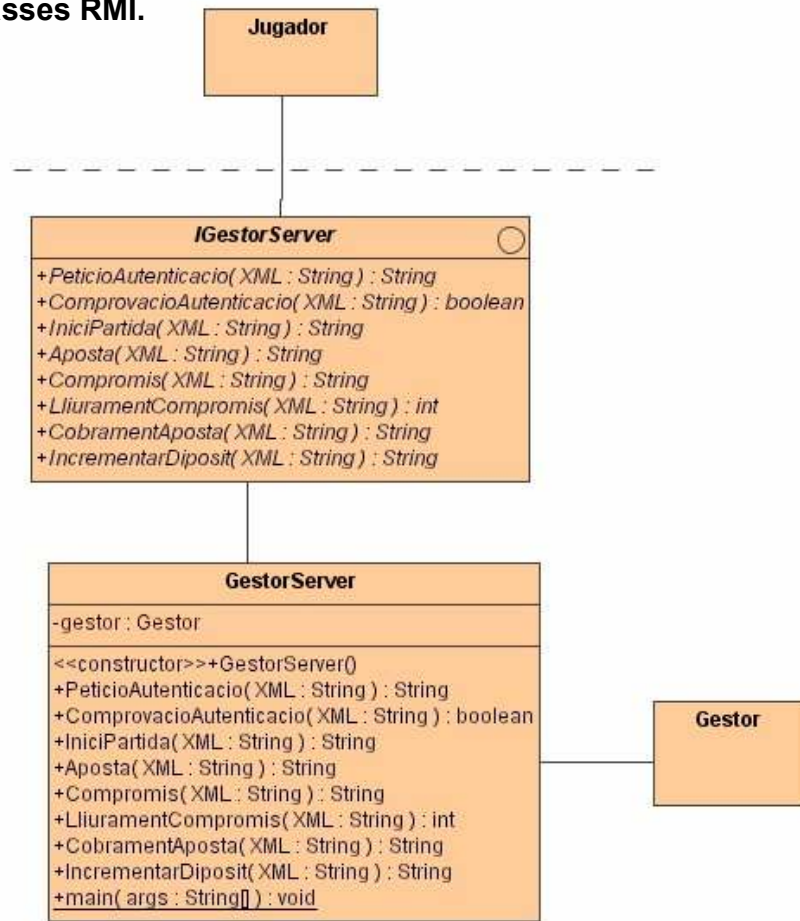 sses RMI.
Jugador
IGestorServer
+PeticioAutenticacio( XML : String ) : String
+ComprovacioAutenticacio( XML : String ) : boolean
+IniciPartida( XML : String ) : String
+Aposta( XML : String ) : String
+Compromis( XML : String ) : String
+LliuramentCompromis( XML : String ) : int
+CobramentAposta( XML : String ) : String
+IncrementarDiposit( XML : String ) : String
GestorServer
-gestor : Gestor
<<constructor>>+GestorServer()
+PeticioAutenticacio( XML : String ) : String
+ComprovacioAutenticacio( XML : String ) : boolean
+IniciPartida( XML : String ) : String
+Aposta( XML : String ) : String
+Compromis( XML : String ) : String
+LliuramentCompromis( XML : String ) : int
+CobramentAposta( XML : String ) : String
+IncrementarDiposit( XML : String ) : String
+main( args : String[] ) : void
Gestor